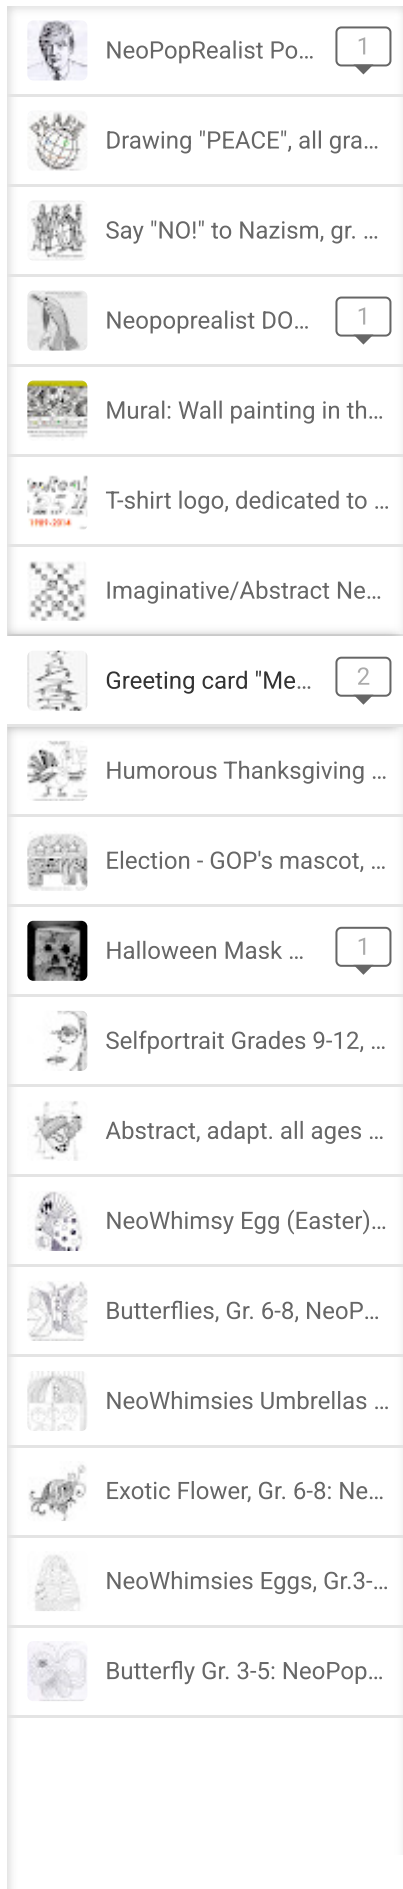 NeoPopRealist Po...
1
Drawing "PEACE", all gra...
Say "NO!" to Nazism, gr. ...
Neopoprealist DO...
1
Mural: Wall painting in th...
T-shirt logo, dedicated to ...
1989-2014
Imaginative/Abstract Ne...
Greeting card "Me...
2
Humorous Thanksgiving ...
Election - GOP's mascot, ...
Halloween Mask ...
1
Selfportrait Grades 9-12, ...
Abstract, adapt. all ages ...
NeoWhimsy Egg (Easter)...
Butterflies, Gr. 6-8, NeoP...
NeoWhimsies Umbrellas ...
Exotic Flower, Gr. 6-8: Ne...
NeoWhimsies Eggs, Gr.3-...
Butterfly Gr. 3-5: NeoPop...